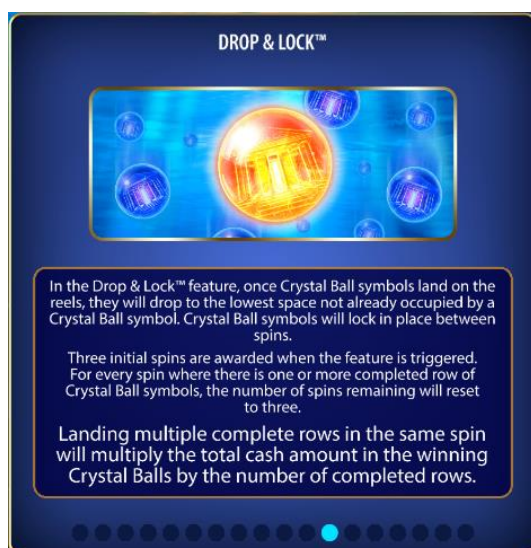 DROP & LOCK™
In the Drop & Lock™ feature, once Crystal Ball symbols land on the
reels, they will drop to the lowest space not already occupied by a
Crystal Ball symbol. Crystal Ball symbols will lock in place between
spins.
Three initial spins are awarded when the feature is triggered.
For every spin where there is one or more completed row of
Crystal Ball symbols, the number of spins remaining will reset
to three.
Landing multiple complete rows in the same spin
will multiply the total cash amount in the winning
Crystal Balls by the number of completed rows.